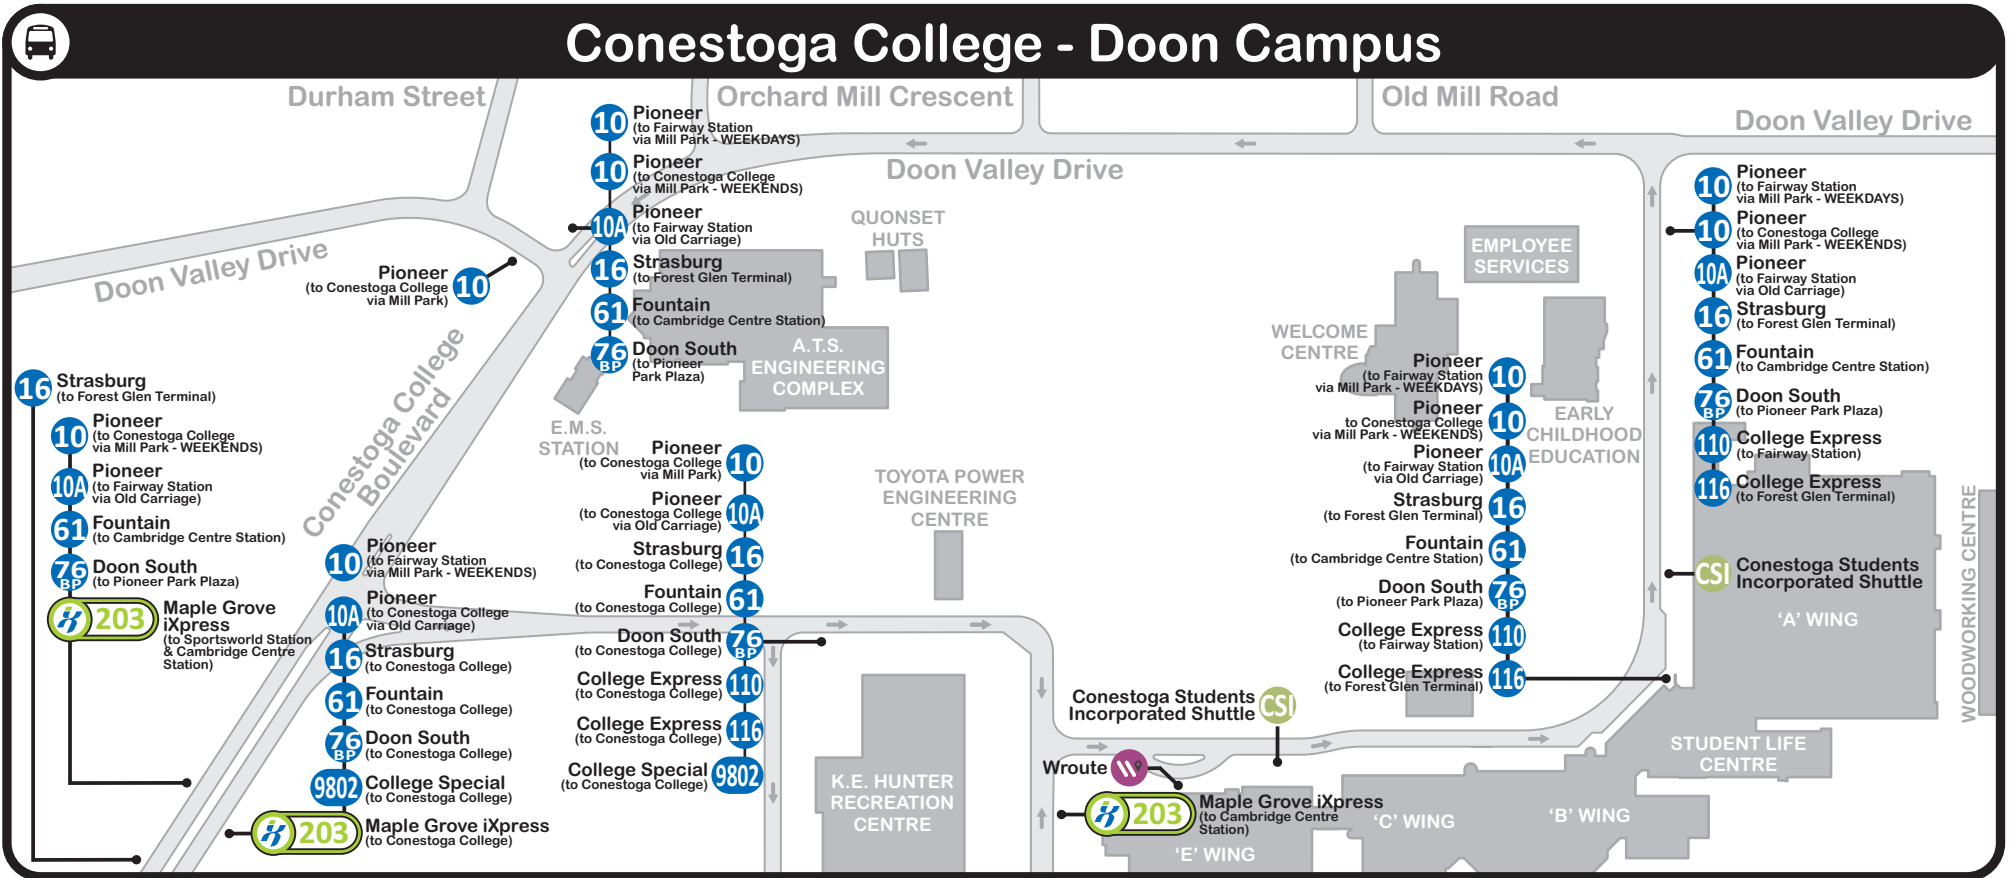 Conestoga College - Doon Campus
Durham Street
Orchard Mill Crescent
Old Mill Road
Doon Valley Drive
Doon Valley Drive
Doon Valley Drive
Conestoga College
Boulevard
10
Pioneer
(to Fairway Station
via Mill Park - WEEKDAYS)
10
Pioneer
(to Conestoga College
via Mill Park - WEEKENDS)
10A
Pioneer
(to Fairway Station
via Old Carriage)
16
Strasburg
(to Forest Glen Terminal)
61
Fountain
(to Cambridge Centre Station)
76
BP
Doon South
(to Pioneer
Park Plaza)
Pioneer
(to Conestoga College
via Mill Park)
10
QUONSET
HUTS
A.T.S.
ENGINEERING
COMPLEX
E.M.S.
STATION
16
Strasburg
(to Forest Glen Terminal)
10
Pioneer
(to Conestoga College
via Mill Park - WEEKENDS)
10A
Pioneer
(to Fairway Station
via Old Carriage)
61
Fountain
(to Cambridge Centre Station)
76
BP
Doon South
(to Pioneer Park Plaza)
203
Maple Grove
iXpress
(to Sportsworld Station
& Cambridge Centre
Station)
10
Pioneer
(to Fairway Station
via Mill Park - WEEKENDS)
10A
Pioneer
(to Conestoga College
via Old Carriage)
16
Strasburg
(to Conestoga College)
61
Fountain
(to Conestoga College)
76
BP
Doon South
(to Conestoga College)
9802
College Special
(to Conestoga College)
203
Maple Grove iXpress
(to Conestoga College)
Pioneer
(to Conestoga College
via Mill Park)
10
Pioneer
(to Conestoga College
via Old Carriage)
10A
Strasburg
(to Conestoga College)
16
Fountain
(to Conestoga College)
61
Doon South
(to Conestoga College)
76
BP
College Express
(to Conestoga College)
110
College Express
(to Conestoga College)
116
College Special
(to Conestoga College)
9802
TOYOTA POWER
ENGINEERING
CENTRE
K.E. HUNTER
RECREATION
CENTRE
EMPLOYEE
SERVICES
WELCOME
CENTRE
EARLY
CHILDHOOD
EDUCATION
Pioneer
(to Fairway Station
via Mill Park - WEEKDAYS)
10
Pioneer
to Conestoga College
via Mill Park - WEEKENDS)
10
Pioneer
(to Fairway Station
via Old Carriage)
10A
Strasburg
(to Forest Glen Terminal)
16
Fountain
(to Cambridge Centre Station)
61
Doon South
(to Pioneer Park Plaza)
76
BP
College Express
(to Fairway Station)
110
College Express
(to Forest Glen Terminal)
116
Conestoga Students
Incorporated Shuttle
CSI
Wroute
W
203
Maple Grove iXpress
(to Cambridge Centre
Station)
'E' WING
'C' WING
'B' WING
STUDENT LIFE
CENTRE
10
Pioneer
(to Fairway Station
via Mill Park - WEEKDAYS)
10
Pioneer
(to Conestoga College
via Mill Park - WEEKENDS)
10A
Pioneer
(to Fairway Station
via Old Carriage)
16
Strasburg
(to Forest Glen Terminal)
61
Fountain
(to Cambridge Centre Station)
76
BP
Doon South
(to Pioneer Park Plaza)
110
College Express
(to Fairway Station)
116
College Express
(to Forest Glen Terminal)
CSI
Conestoga Students
Incorporated Shuttle
'A' WING
WOODWORKING CENTRE